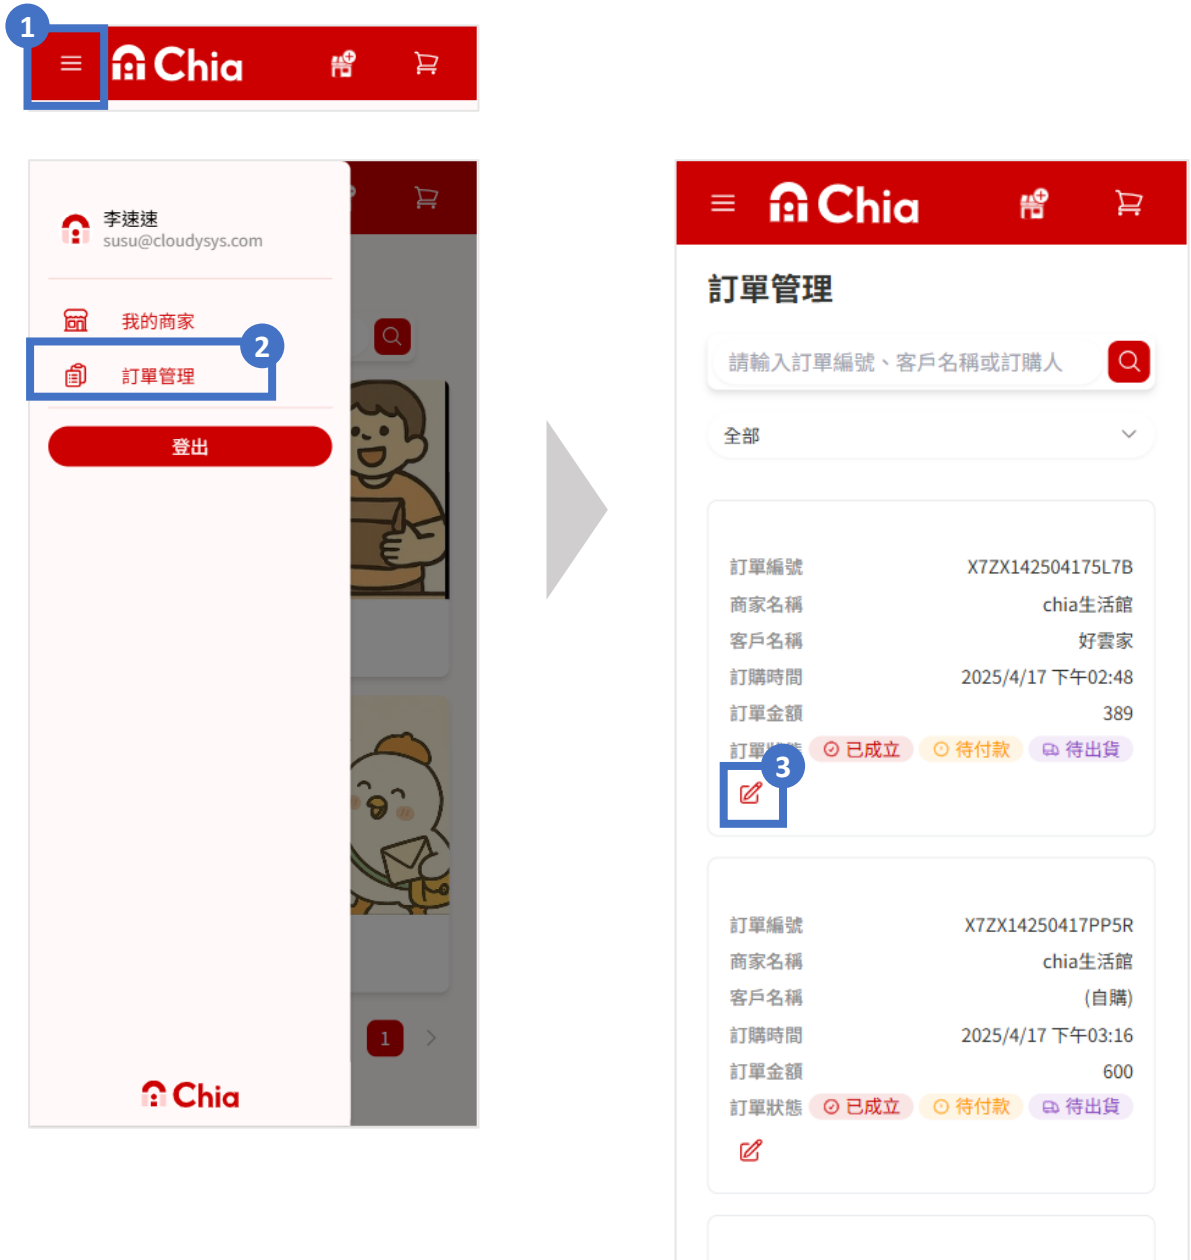 1
Chia
李速速
susu@cloudysys.com
我的商家
2
訂單管理
登出
1
Chia
Chia
訂單管理
請輸入訂單編號、客戶名稱或訂購人
全部
訂單編號 X7ZX142504175L7B
商家名稱 chia生活館
客戶名稱 好雲家
訂購時間 2025/4/17 下午02:48
訂單金額 389
訂單狀態 已成立 待付款 待出貨
3
訂單編號 X7ZX14250417PP5R
商家名稱 chia生活館
客戶名稱 (自購)
訂購時間 2025/4/17 下午03:16
訂單金額 600
訂單狀態 已成立 待付款 待出貨